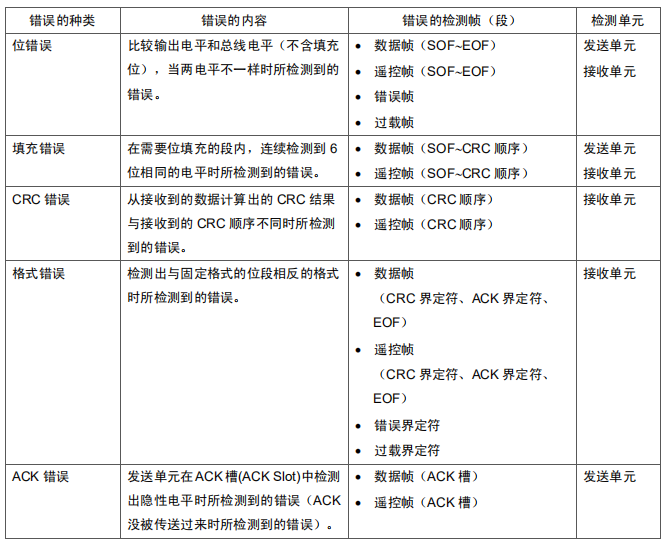 错误的种类 错误的内容 错误的检测帧（段） 检测单元
位错误
比较输出电平和总线电平（不含填充
位），当两电平不一样时所检测到的
错误。
• 数据帧（SOF~EOF）
• 遥控帧（SOF~EOF）
• 错误帧
• 过载帧
发送单元
接收单元
填充错误
在需要位填充的段内，连续检测到 6
位相同的电平时所检测到的错误。
• 数据帧（SOF~CRC 顺序）
• 遥控帧（SOF~CRC 顺序）
发送单元
接收单元
CRC 错误
从接收到的数据计算出的 CRC 结果
与接收到的 CRC 顺序不同时所检测
到的错误。
• 数据帧（CRC 顺序）
• 遥控帧（CRC 顺序）
接收单元
格式错误
检测出与固定格式的位段相反的格式
时所检测到的错误。
• 数据帧
（CRC 界定符、ACK 界定符、
EOF）
• 遥控帧
（CRC 界定符、ACK 界定符、
EOF）
• 错误界定符
• 过载界定符
接收单元
ACK 错误
发送单元在 ACK 槽(ACK Slot)中检测
出隐性电平时所检测到的错误（ACK
没被传送过来时所检测到的错误）。
• 数据帧（ACK 槽）
• 遥控帧（ACK 槽）
发送单元